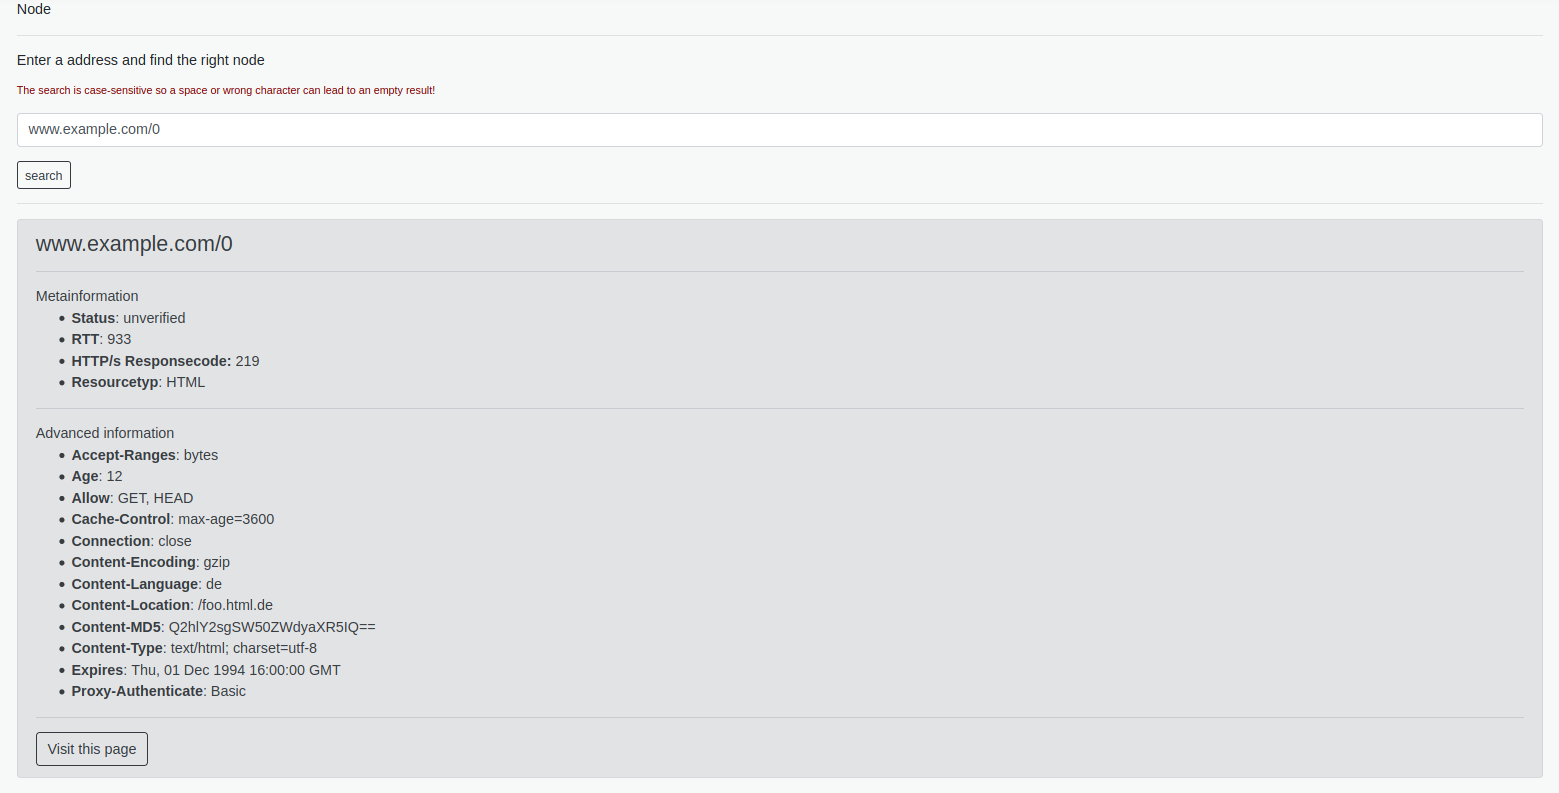 Node
Enter a address and find the right node
The search is case-sensitive so a space or wrong character can lead to an empty result!
www.example.com/0
search
www.example.com/0
Metainformation
Status: unverified
RTT: 933
HTTP/s Responsecode: 219
Resourcetyp: HTML
Advanced information
Accept-Ranges: bytes
Age: 12
Allow: GET, HEAD
Cache-Control: max-age=3600
Connection: close
Content-Encoding: gzip
Content-Language: de
Content-Location: /foo.html.de
Content-MD5: Q2hlY2sgSW50ZWdyaXR5IQ==
Content-Type: text/html; charset=utf-8
Expires: Thu, 01 Dec 1994 16:00:00 GMT
Proxy-Authenticate: Basic
Visit this page